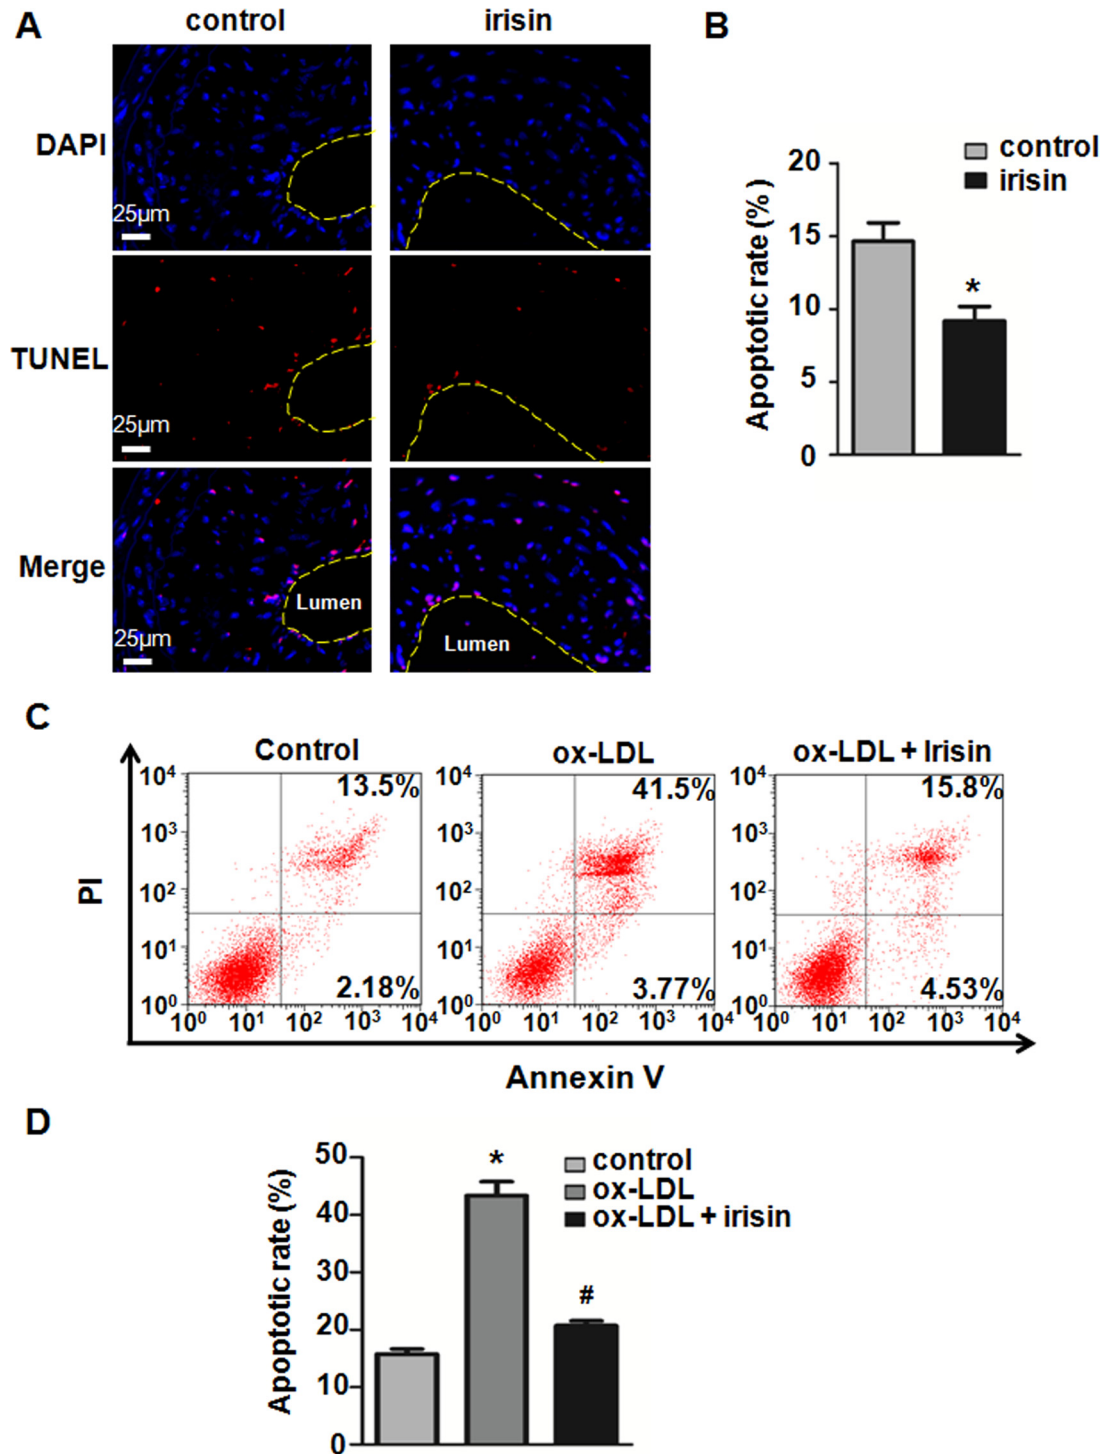 A
control
irisin
DAPI
25µm
TUNEL
25µm
Merge
25µm
Lumen
Lumen
B
control
irisin
Apoptotic rate (%)
20
15
10
5
0
*
C
Control
ox-LDL
ox-LDL + Irisin
PI
10⁴
10³
10²
10¹
10⁰
13.5%
2.18%
10⁰ 10¹ 10² 10³ 10⁴
10⁴
10³
10²
10¹
10⁰
41.5%
3.77%
10⁰ 10¹ 10² 10³ 10⁴
10⁴
10³
10²
10¹
10⁰
15.8%
4.53%
10⁰ 10¹ 10² 10³ 10⁴
Annexin V
D
Apoptotic rate (%)
50
40
30
20
10
0
*
#
control
ox-LDL
ox-LDL + irisin